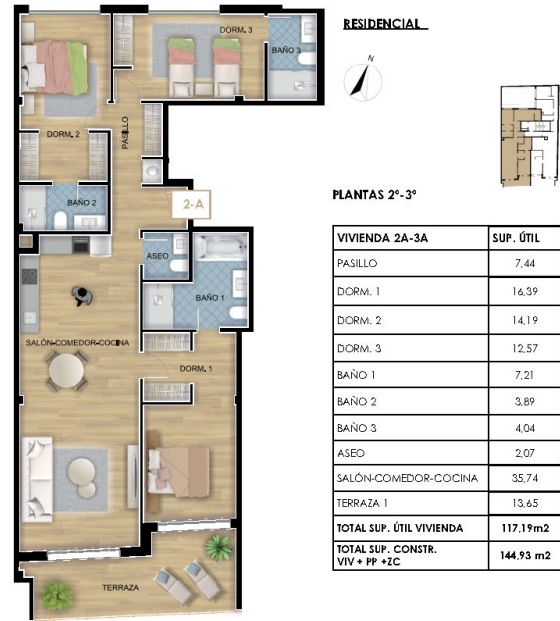 RESIDENCIAL
N
DORM. 3
BAÑO 3
DORM. 2
PASILLO
BAÑO 2
2-A
ASEO
BAÑO 1
SALÓN-COMEDOR-COCINA
DORM. 1
TERRAZA
PLANTAS 2º-3º
VIVIENDA 2A-3A SUP. ÚTIL
PASILLO 7,44
DORM. 1 16,39
DORM. 2 14,19
DORM. 3 12,57
BAÑO 1 7,21
BAÑO 2 3,89
BAÑO 3 4,04
ASEO 2,07
SALÓN-COMEDOR-COCINA 35,74
TERRAZA 1 13,65
TOTAL SUP. ÚTIL VIVIENDA 117,19m2
TOTAL SUP. CONSTR.
VIV + PP +ZC 144,93 m2